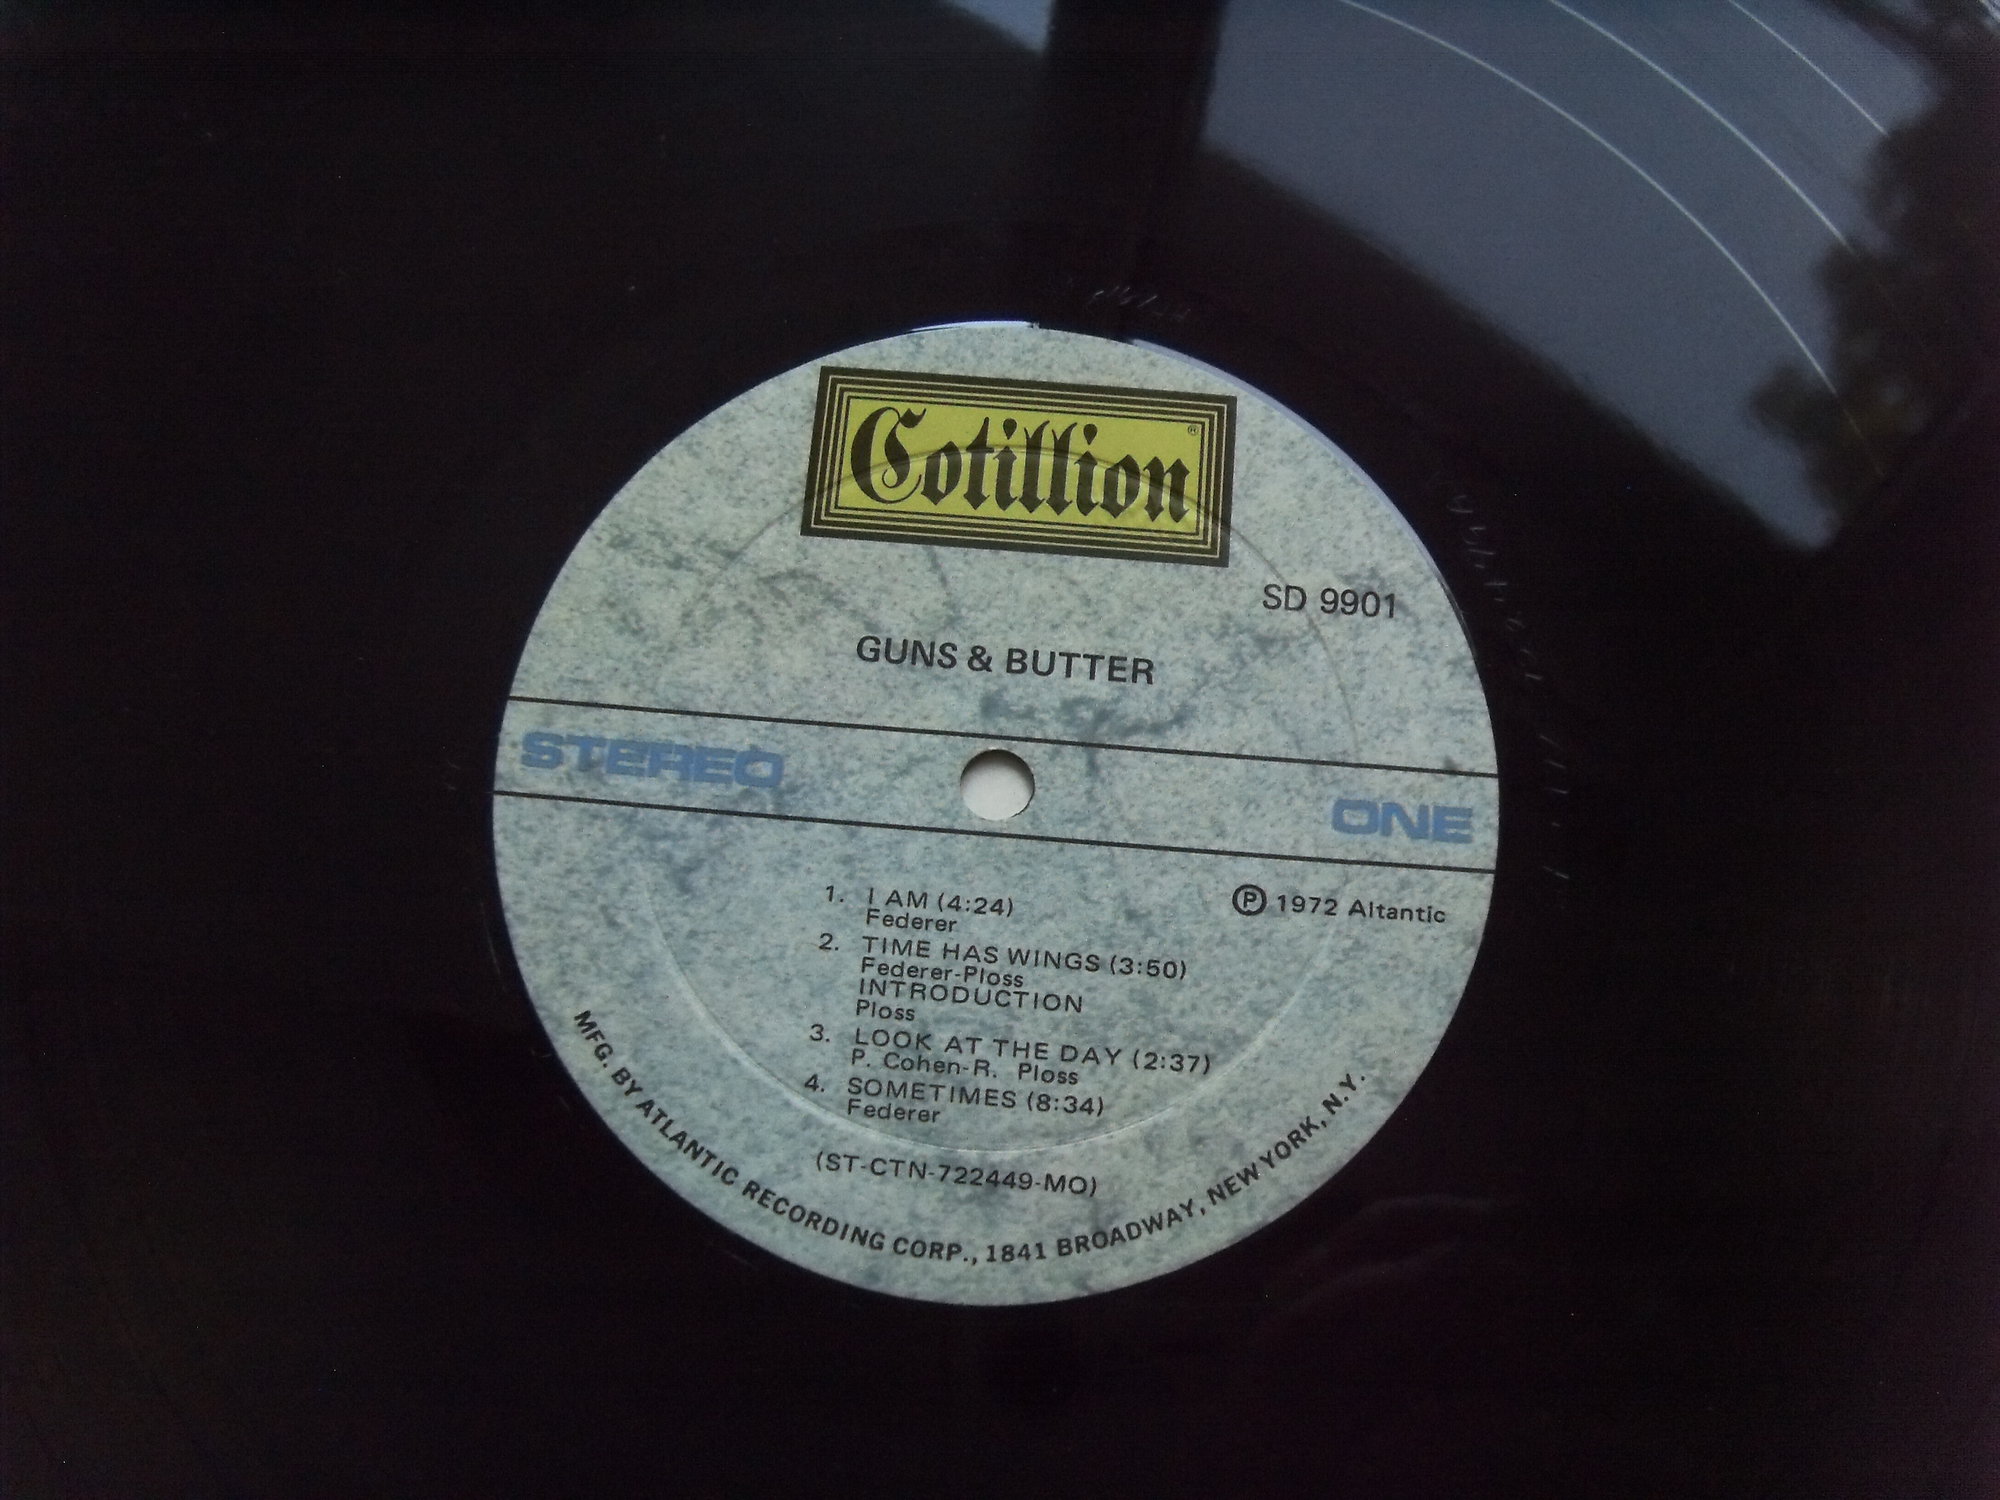 Cotillion®
SD 9901
GUNS & BUTTER
STEREO
ONE
1. I AM (4:24)
Federer
2. TIME HAS WINGS (3:50)
Federer-Ploss
INTRODUCTION
Ploss
3. LOOK AT THE DAY (2:37)
P. Cohen-R. Ploss
4. SOMETIMES (8:34)
Federer
℗ 1972 Altantic
(ST-CTN-722449-MO)
MFG. BY ATLANTIC RECORDING CORP., 1841 BROADWAY, NEW YORK, N.Y.